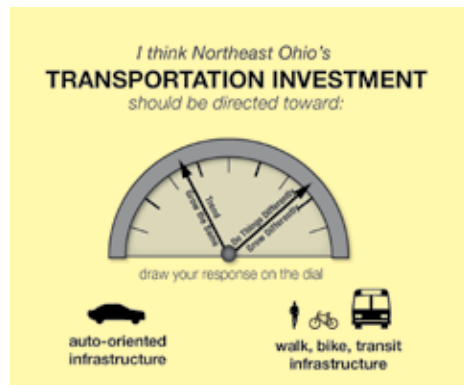 I think Northeast Ohio's
TRANSPORTATION INVESTMENT
should be directed toward:
Trend
Grow the Same
Do Things Differently
Grow Differently
draw your response on the dial
auto-oriented
infrastructure
walk, bike, transit
infrastructure